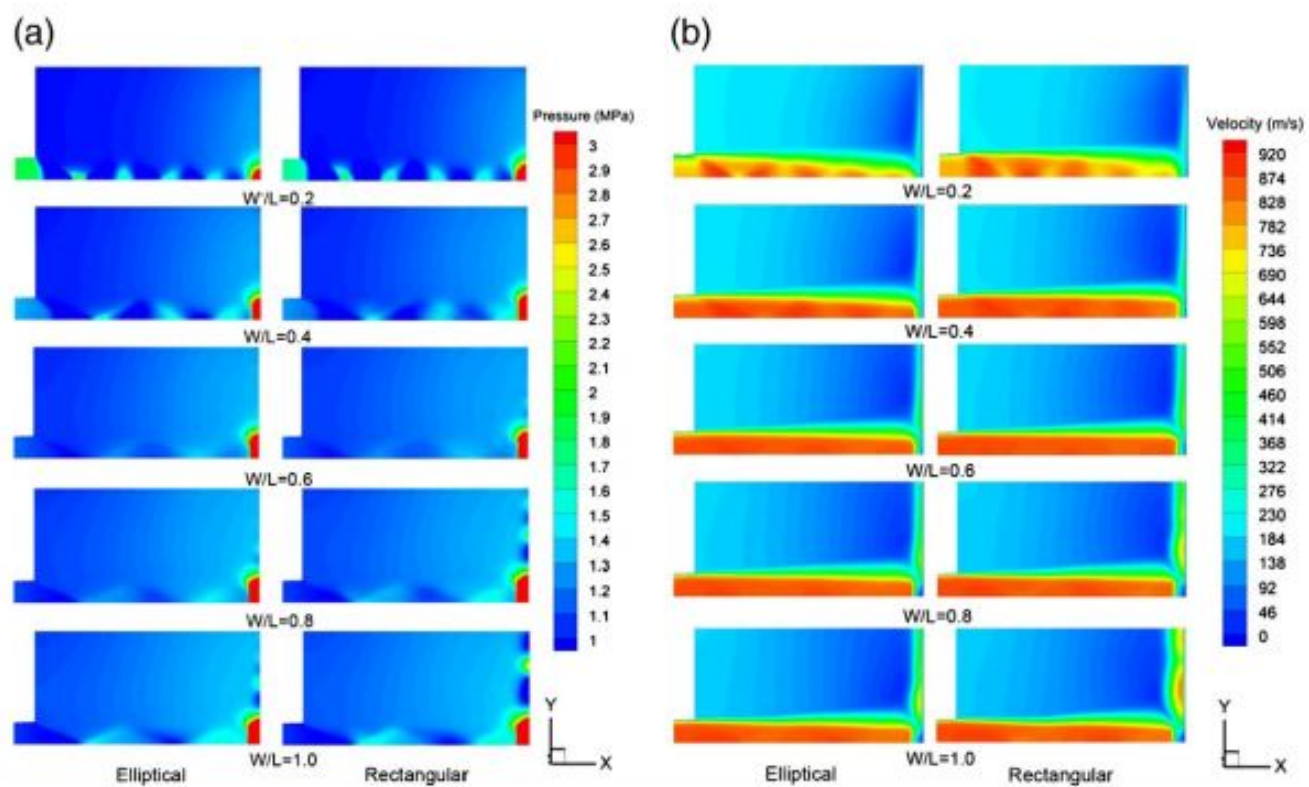 (a)
Pressure (MPa)
3
2.9
2.8
2.7
2.6
2.5
2.4
2.3
2.2
2.1
2
1.9
1.8
1.7
1.6
1.5
1.4
1.3
1.2
1.1
1
W'/L=0.2
W/L=0.4
W/L=0.6
W/L=0.8
W/L=1.0
Elliptical
Rectangular
Y
X
(b)
Velocity (m/s)
920
874
828
782
736
690
644
598
552
506
460
414
368
322
276
230
184
138
92
46
0
W/L=0.2
W/L=0.4
W/L=0.6
W/L=0.8
W/L=1.0
Elliptical
Rectangular
Y
X